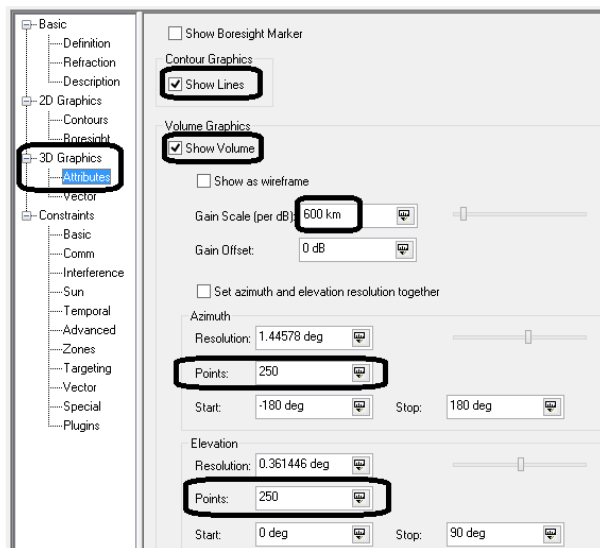 Basic
Definition
Refraction
Description
2D Graphics
Contours
Boresight
3D Graphics
Attributes
Vector
Constraints
Basic
Comm
Interference
Sun
Temporal
Advanced
Zones
Targeting
Vector
Special
Plugins
Show Boresight Marker
Contour Graphics
Show Lines
Volume Graphics
Show Volume
Show as wireframe
Gain Scale (per dB): 600 km
Gain Offset: 0 dB
Set azimuth and elevation resolution together
Azimuth
Resolution: 1.44578 deg
Points: 250
Start: -180 deg Stop: 180 deg
Elevation
Resolution: 0.361446 deg
Points: 250
Start: 0 deg Stop: 90 deg